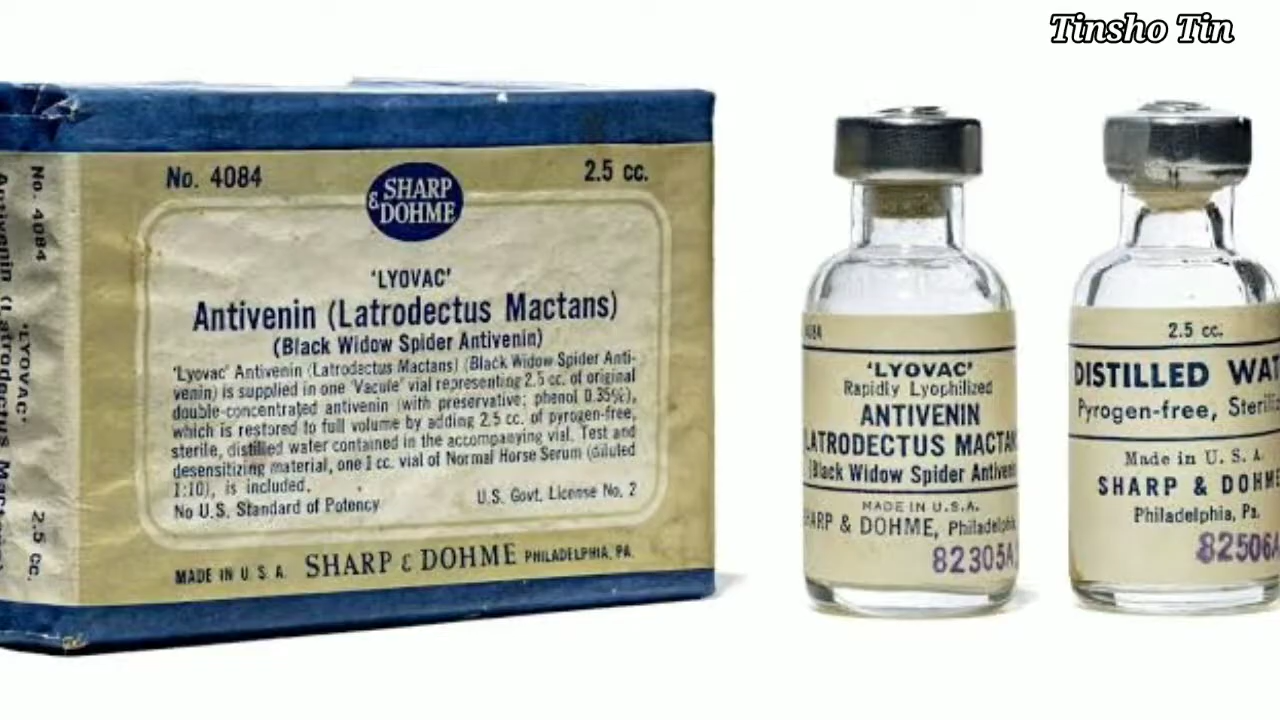 Tinsho Tin
No. 4084
SHARP
& DOHME
2.5 cc.
'LYOVAC'
Antivenin (Latrodectus Mactans)
(Black Widow Spider Antivenin)
'Lyovac' Antivenin (Latrodectus Mactans) (Black Widow Spider Anti-
venin) is supplied in one 'Vacule' vial representing 2.5 cc. of original
double-concentrated antivenin (with preservative; phenol 0.35%),
which is restored to full volume by adding 2.5 cc. of pyrogen-free,
sterile, distilled water contained in the accompanying vial. Test and
desensitizing material, one 1 cc. vial of Normal Horse Serum (diluted
1:10), is included.
No U.S. Standard of Potency
U.S. Govt. License No. 2
MADE IN U.S.A. SHARP & DOHME PHILADELPHIA, PA.
No. 4084
'LYOVAC'
2.5 cc.
Antivenin (Latrodectus Mactans)
4084
'LYOVAC'
Rapidly Lyophilized
ANTIVENIN
LATRODECTUS MACTAN
(Black Widow Spider Antiven
MADE IN U.S.A.
HARP & DOHME, Philadelphi
82305A
2.5 cc.
DISTILLED WAT
Pyrogen-free, Steri
Made in U. S. A.
SHARP & DOHME
Philadelphia, Pa.
82506A